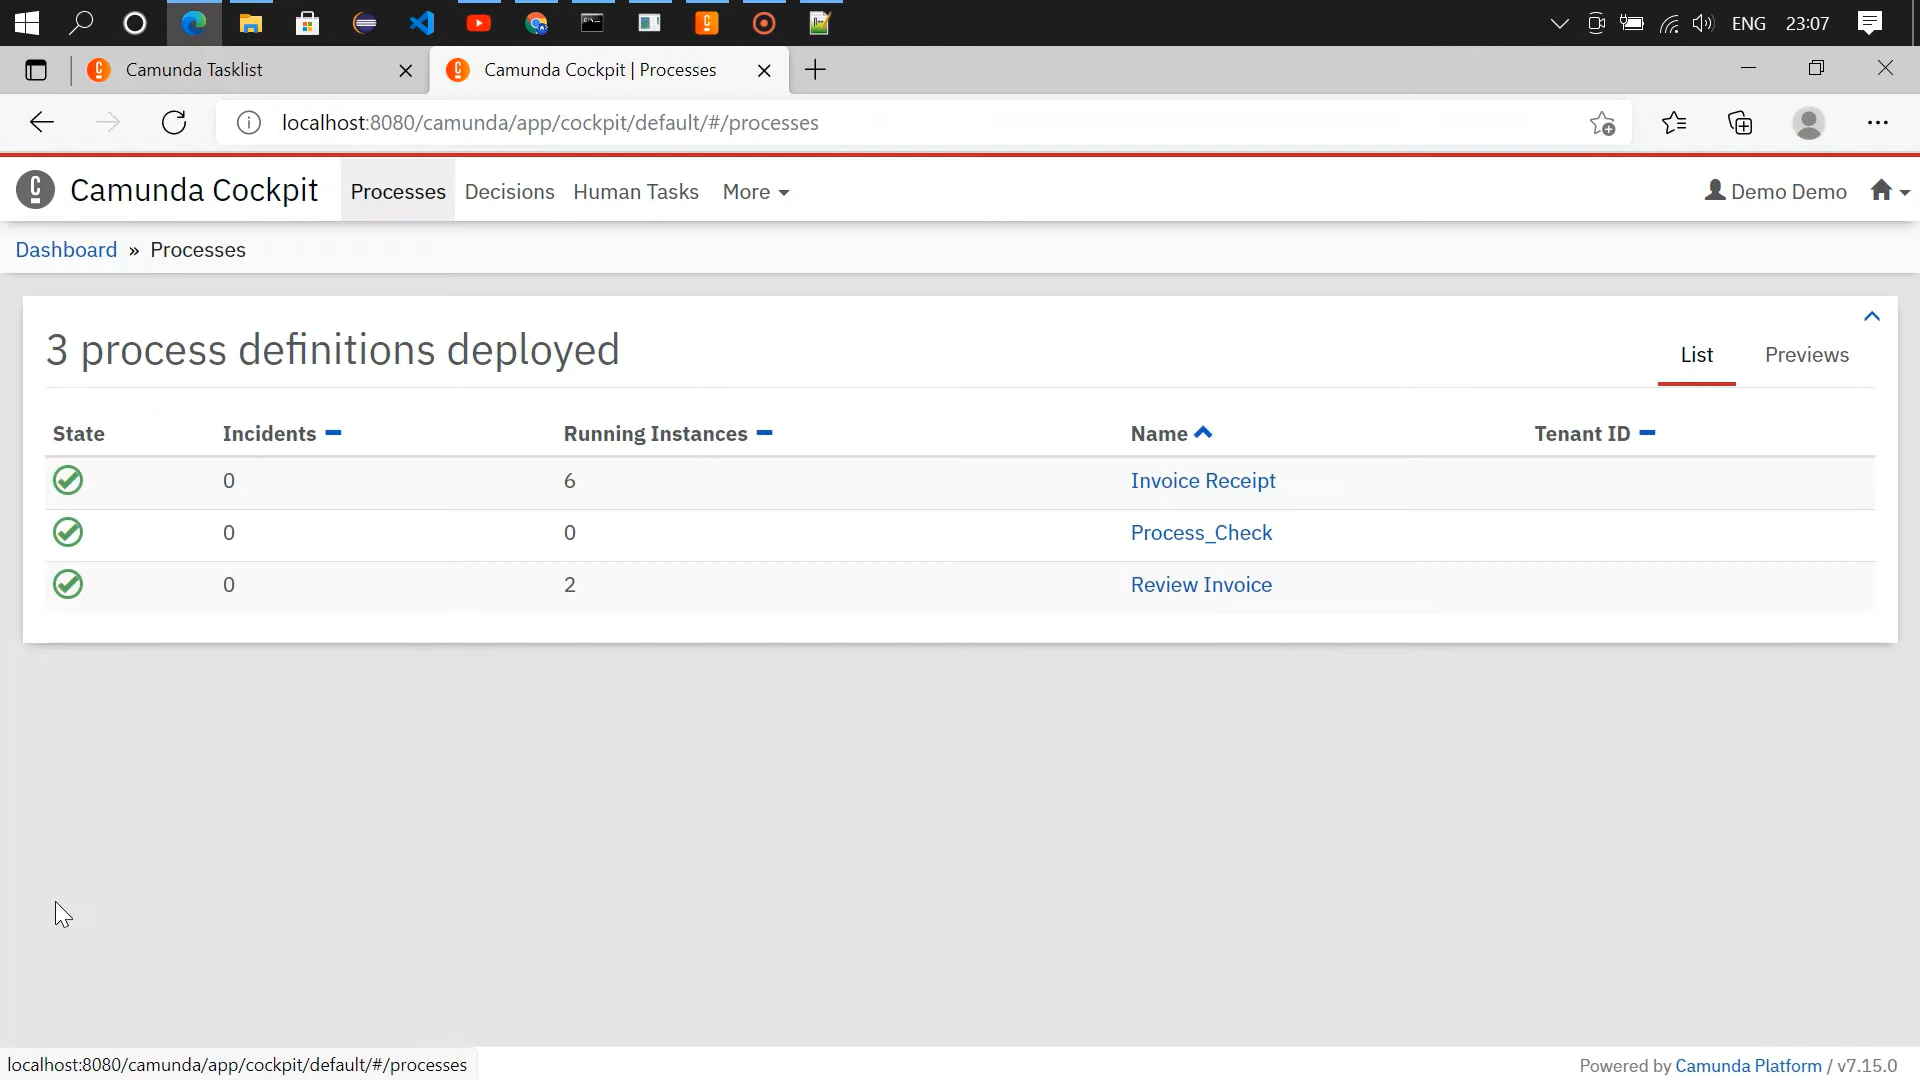 ENG 23:07
Camunda Tasklist
Camunda Cockpit | Processes
localhost:8080/camunda/app/cockpit/default/#/processes
Camunda Cockpit Processes Decisions Human Tasks More Demo Demo
Dashboard » Processes
3 process definitions deployed
List Previews
State Incidents Running Instances Name Tenant ID
0 6 Invoice Receipt
0 0 Process_Check
0 2 Review Invoice
localhost:8080/camunda/app/cockpit/default/#/processes
Powered by Camunda Platform / v7.15.0